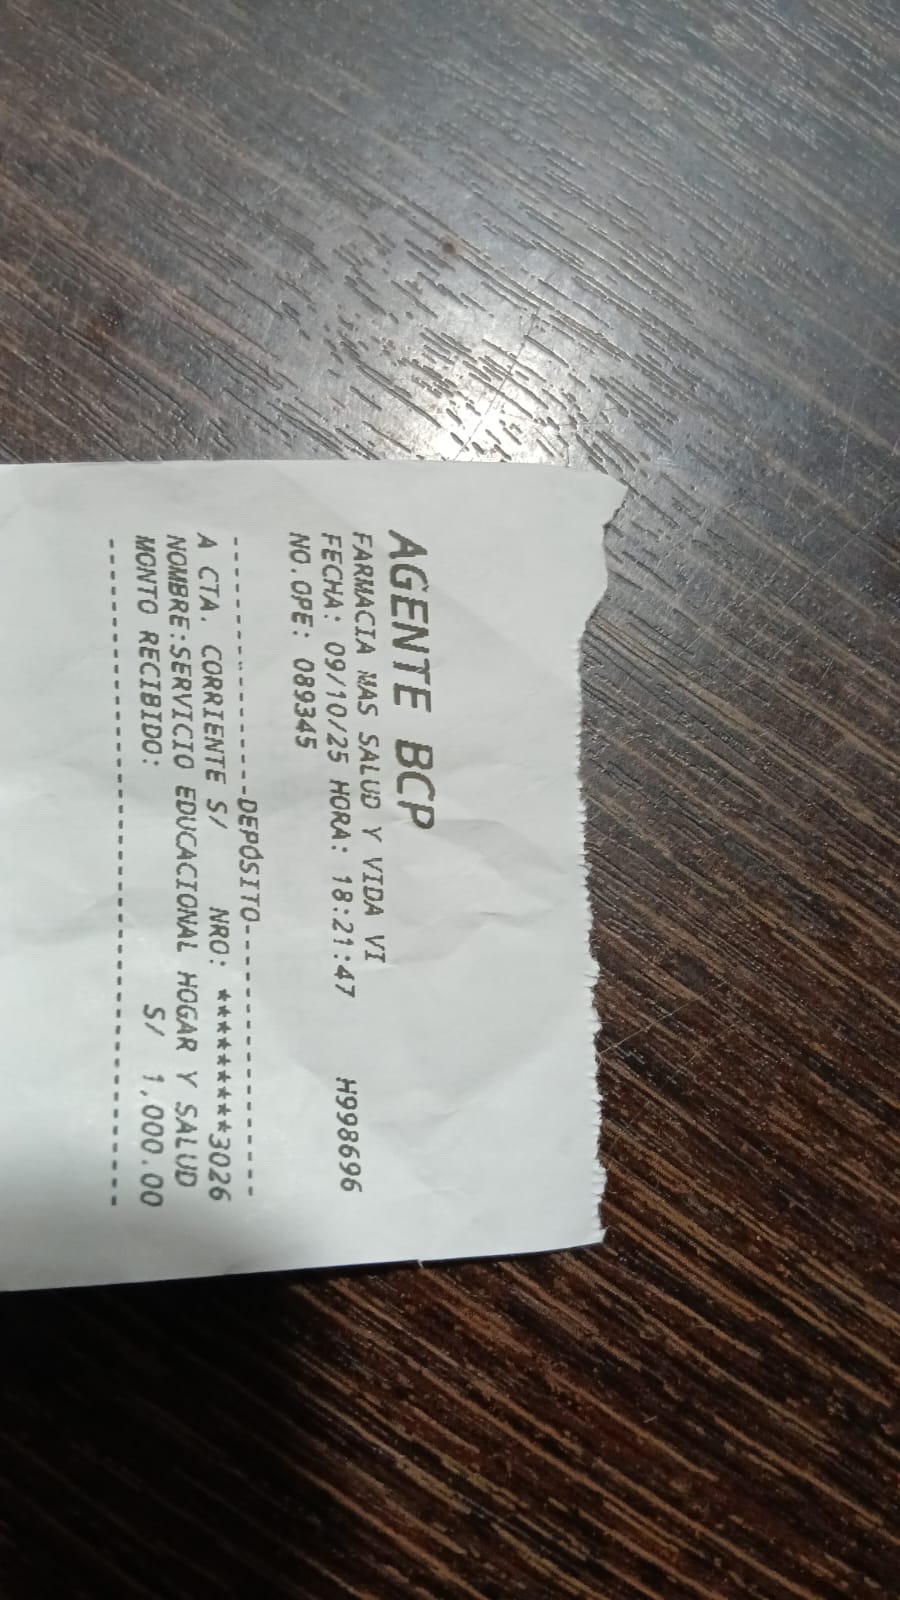 AGENTE BCP
FARMACIA MAS SALUD Y VIDA VI
FECHA: 09/10/25 HORA: 18:21:47 H998696
NO.OPE: 089345
--------------------DEPÓSITO---------------------
A CTA. CORRIENTE S/ NRO: **********3026
NOMBRE:SERVICIO EDUCACIONAL HOGAR Y SALUD
MONTO RECIBIDO: S/ 1,000.00
--------------------------------------------------